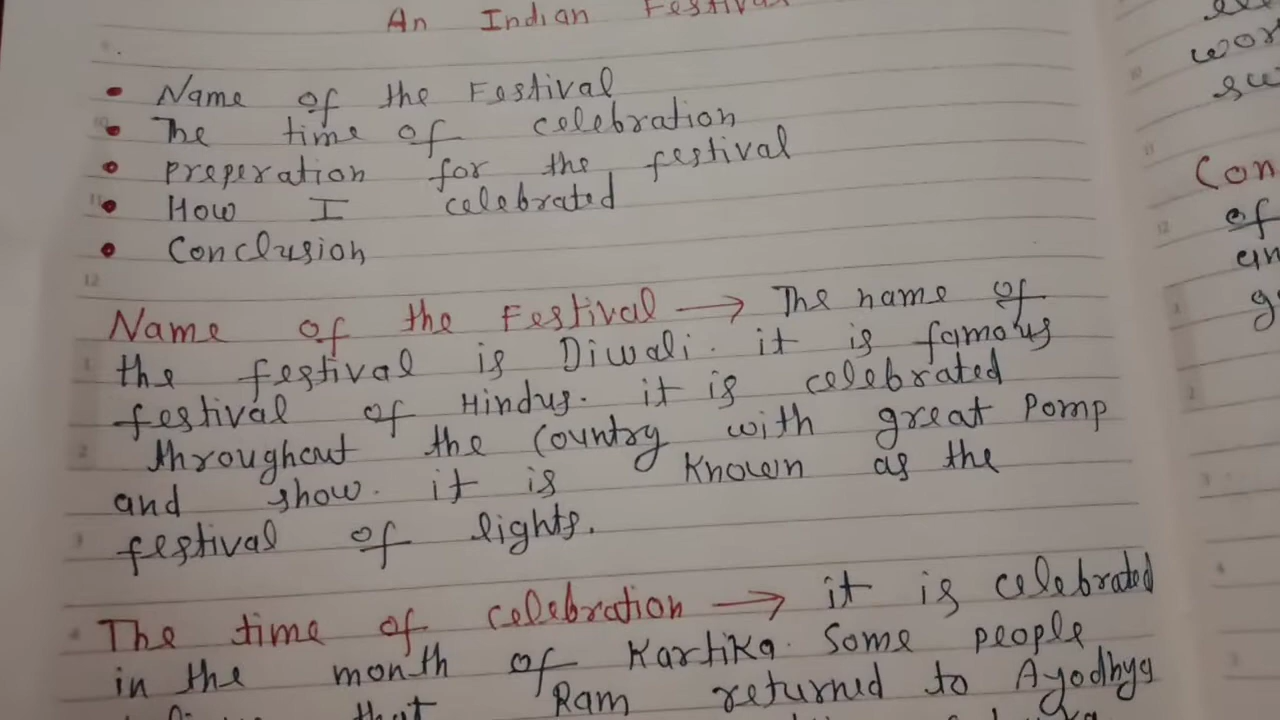 An Indian Festival
• Name of the Festival
• The time of celebration
• preperation for the festival
• How I celebrated
• Conclusion
Name of the Festival → The name of
the festival is Diwali. it is famous
festival of Hindus. it is celebrated
throughout the country with great Pomp
and show. it is Known as the
festival of lights.
The time of celebration → it is celebrated
in the month of Kartika. Some people
that Ram returned to Ayodhya
of